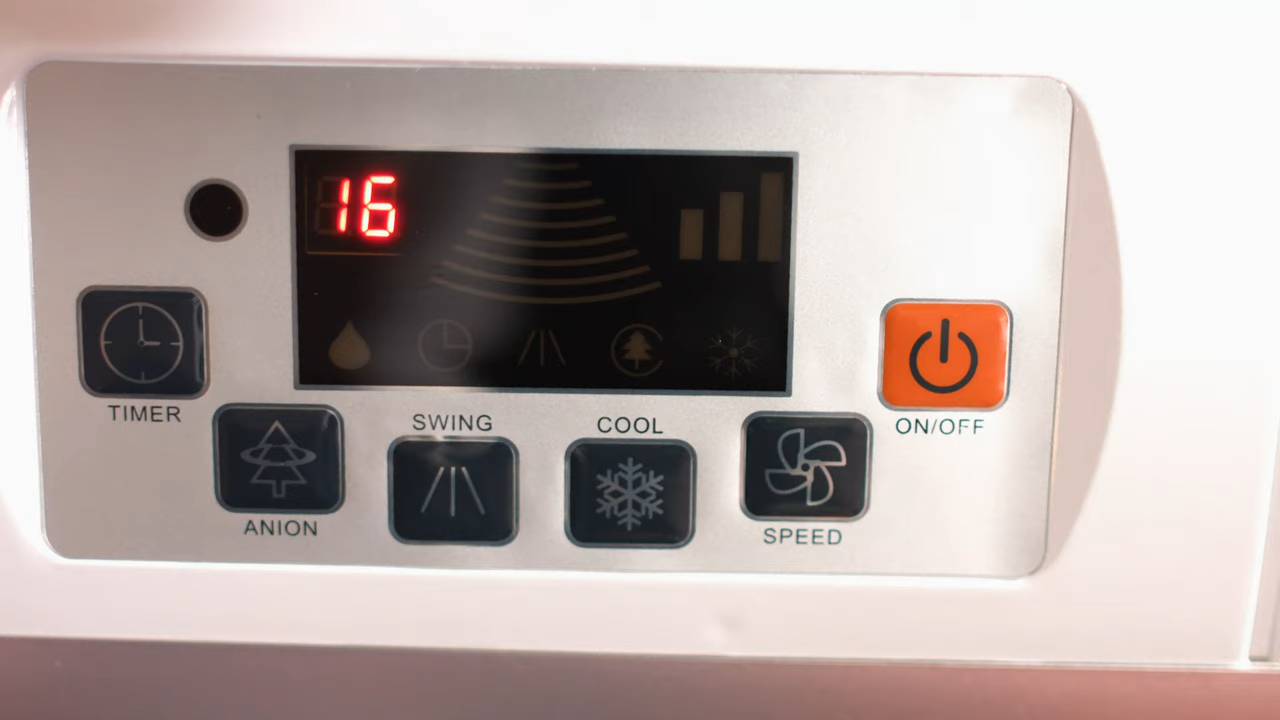 16
TIMER
ANION
SWING
COOL
SPEED
ON/OFF